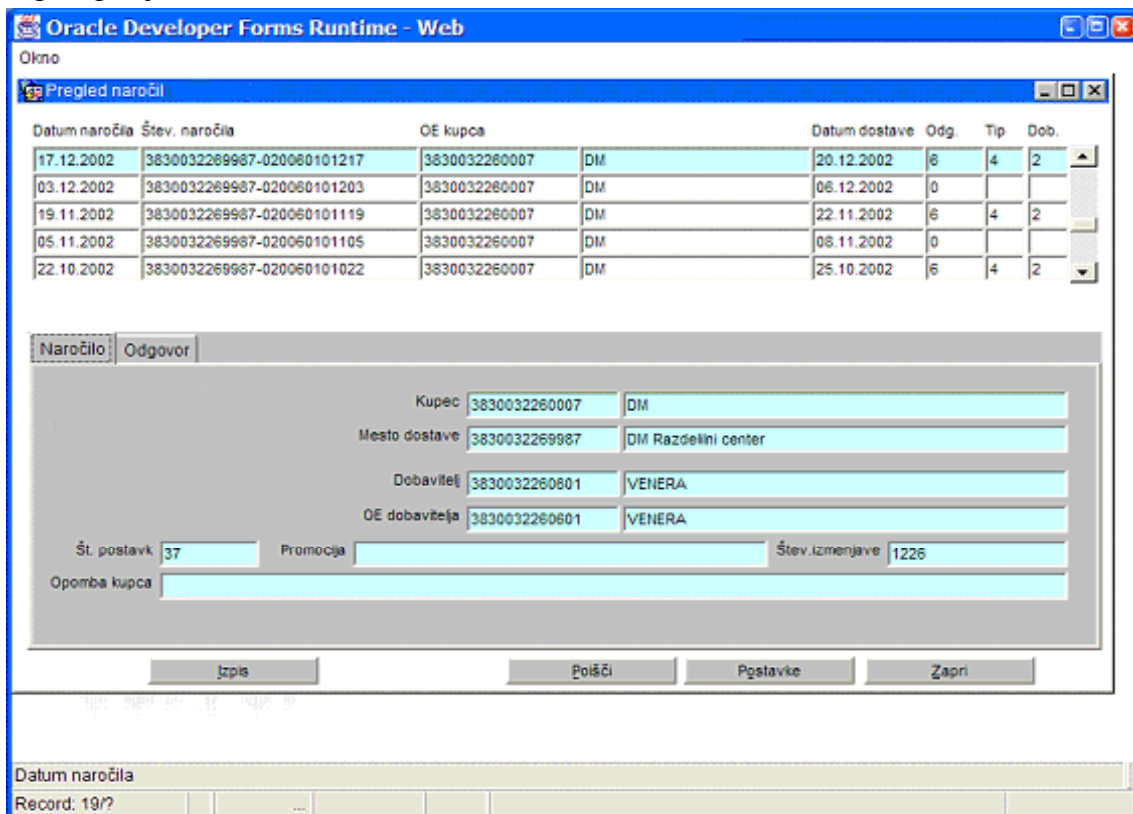 Oracle Developer Forms Runtime - Web
Okno
Pregled naročil
Datum naročila Štev. naročila OE kupca Datum dostave Odg. Tip Dob.
17.12.2002 3830032269987-020060101217 3830032260007 DM 20.12.2002 6 4 2
03.12.2002 3830032269987-020060101203 3830032260007 DM 06.12.2002 0
19.11.2002 3830032269987-020060101119 3830032260007 DM 22.11.2002 6 4 2
05.11.2002 3830032269987-020060101105 3830032260007 DM 08.11.2002 0
22.10.2002 3830032269987-020060101022 3830032260007 DM 25.10.2002 6 4 2
Naročilo Odgovor
Kupec 3830032260007 DM
Mesto dostave 3830032269987 DM Razdelilni center
Dobavitelj 3830032260601 VENERA
OE dobavitelja 3830032260601 VENERA
Št. postavk 37 Promocija Štev.izmenjave 1226
Opomba kupca
Izpis Poišči Postavke Zapri
Datum naročila
Record: 19/? ...